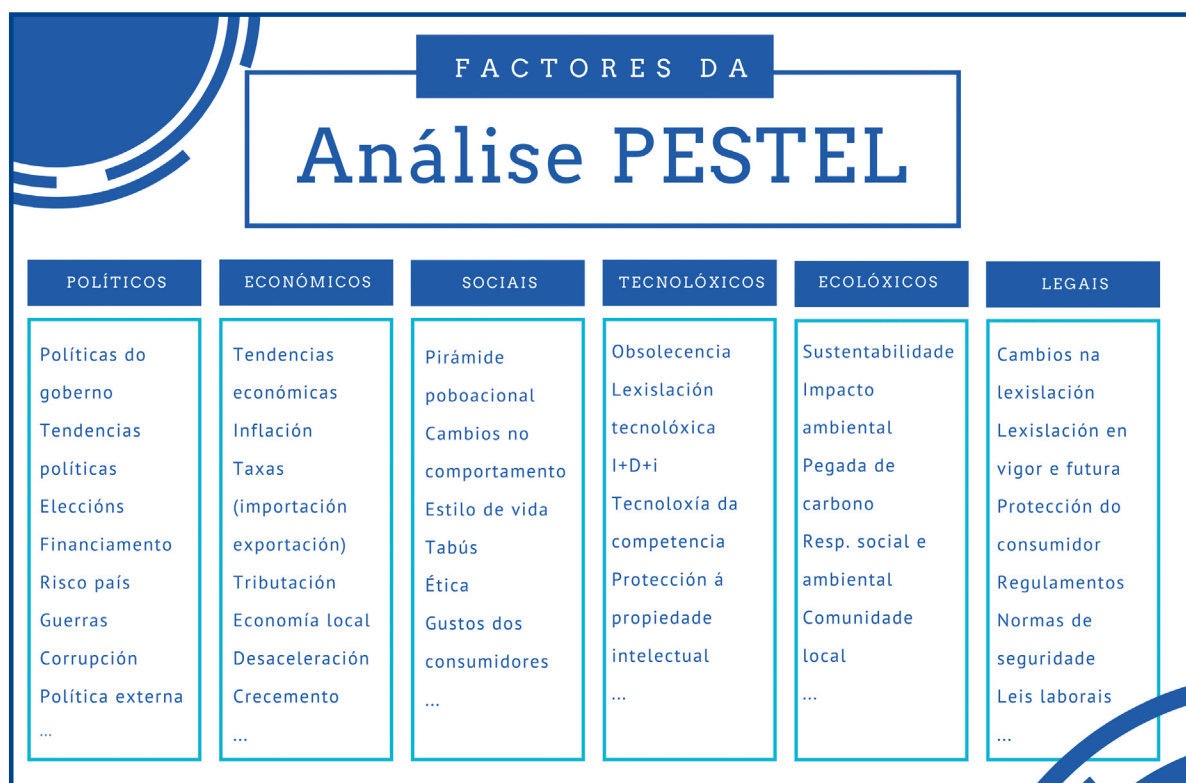 FACTORES DA
Análise PESTEL
POLÍTICOS
Políticas do
goberno
Tendencias
políticas
Eleccións
Financiamento
Risco país
Guerras
Corrupción
Política externa
...
ECONÓMICOS
Tendencias
económicas
Inflación
Taxas
(importación
exportación)
Tributación
Economía local
Desaceleración
Crecemento
...
SOCIAIS
Pirámide
poboacional
Cambios no
comportamento
Estilo de vida
Tabús
Ética
Gustos dos
consumidores
...
TECNOLÓXICOS
Obsolecencia
Lexislación
tecnolóxica
I+D+i
Tecnoloxía da
competencia
Protección á
propiedade
intelectual
...
ECOLÓXICOS
Sustentabilidade
Impacto
ambiental
Pegada de
carbono
Resp. social e
ambiental
Comunidade
local
...
LEGAIS
Cambios na
lexislación
Lexislación en
vigor e futura
Protección do
consumidor
Regulamentos
Normas de
seguridade
Leis laborais
...